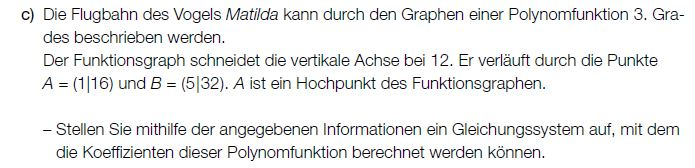 c) Die Flugbahn des Vogels Matilda kann durch den Graphen einer Polynomfunktion 3. Gra-
des beschrieben werden.
Der Funktionsgraph schneidet die vertikale Achse bei 12. Er verläuft durch die Punkte
A = (1|16) und B = (5|32). A ist ein Hochpunkt des Funktionsgraphen.
– Stellen Sie mithilfe der angegebenen Informationen ein Gleichungssystem auf, mit dem
die Koeffizienten dieser Polynomfunktion berechnet werden können.